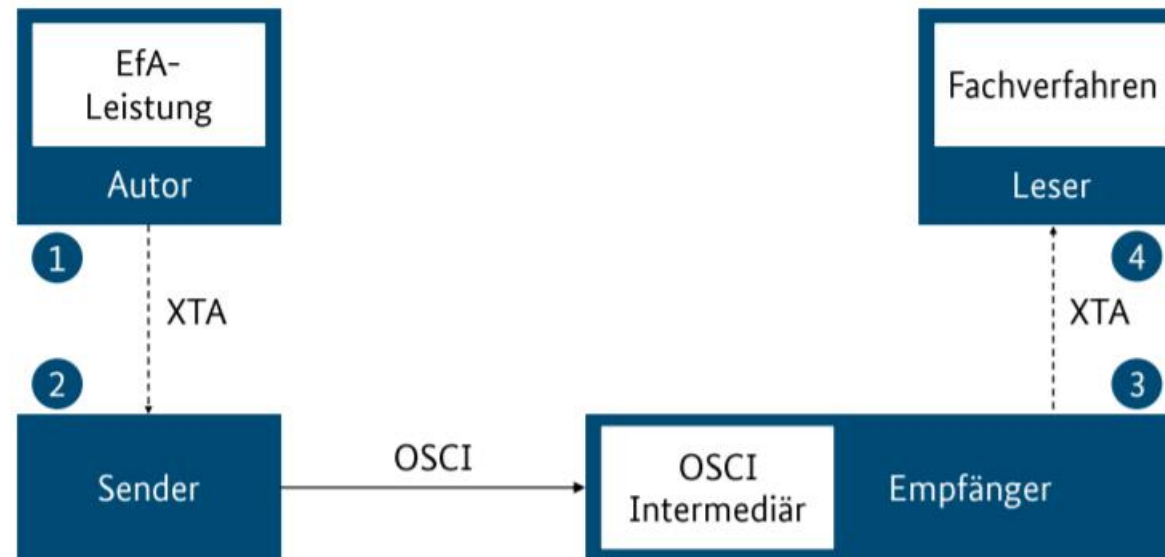 EfA-
Leistung
Autor
Fachverfahren
Leser
1
4
XTA
XTA
2
3
Sender
OSCI
OSCI
Intermediär
Empfänger